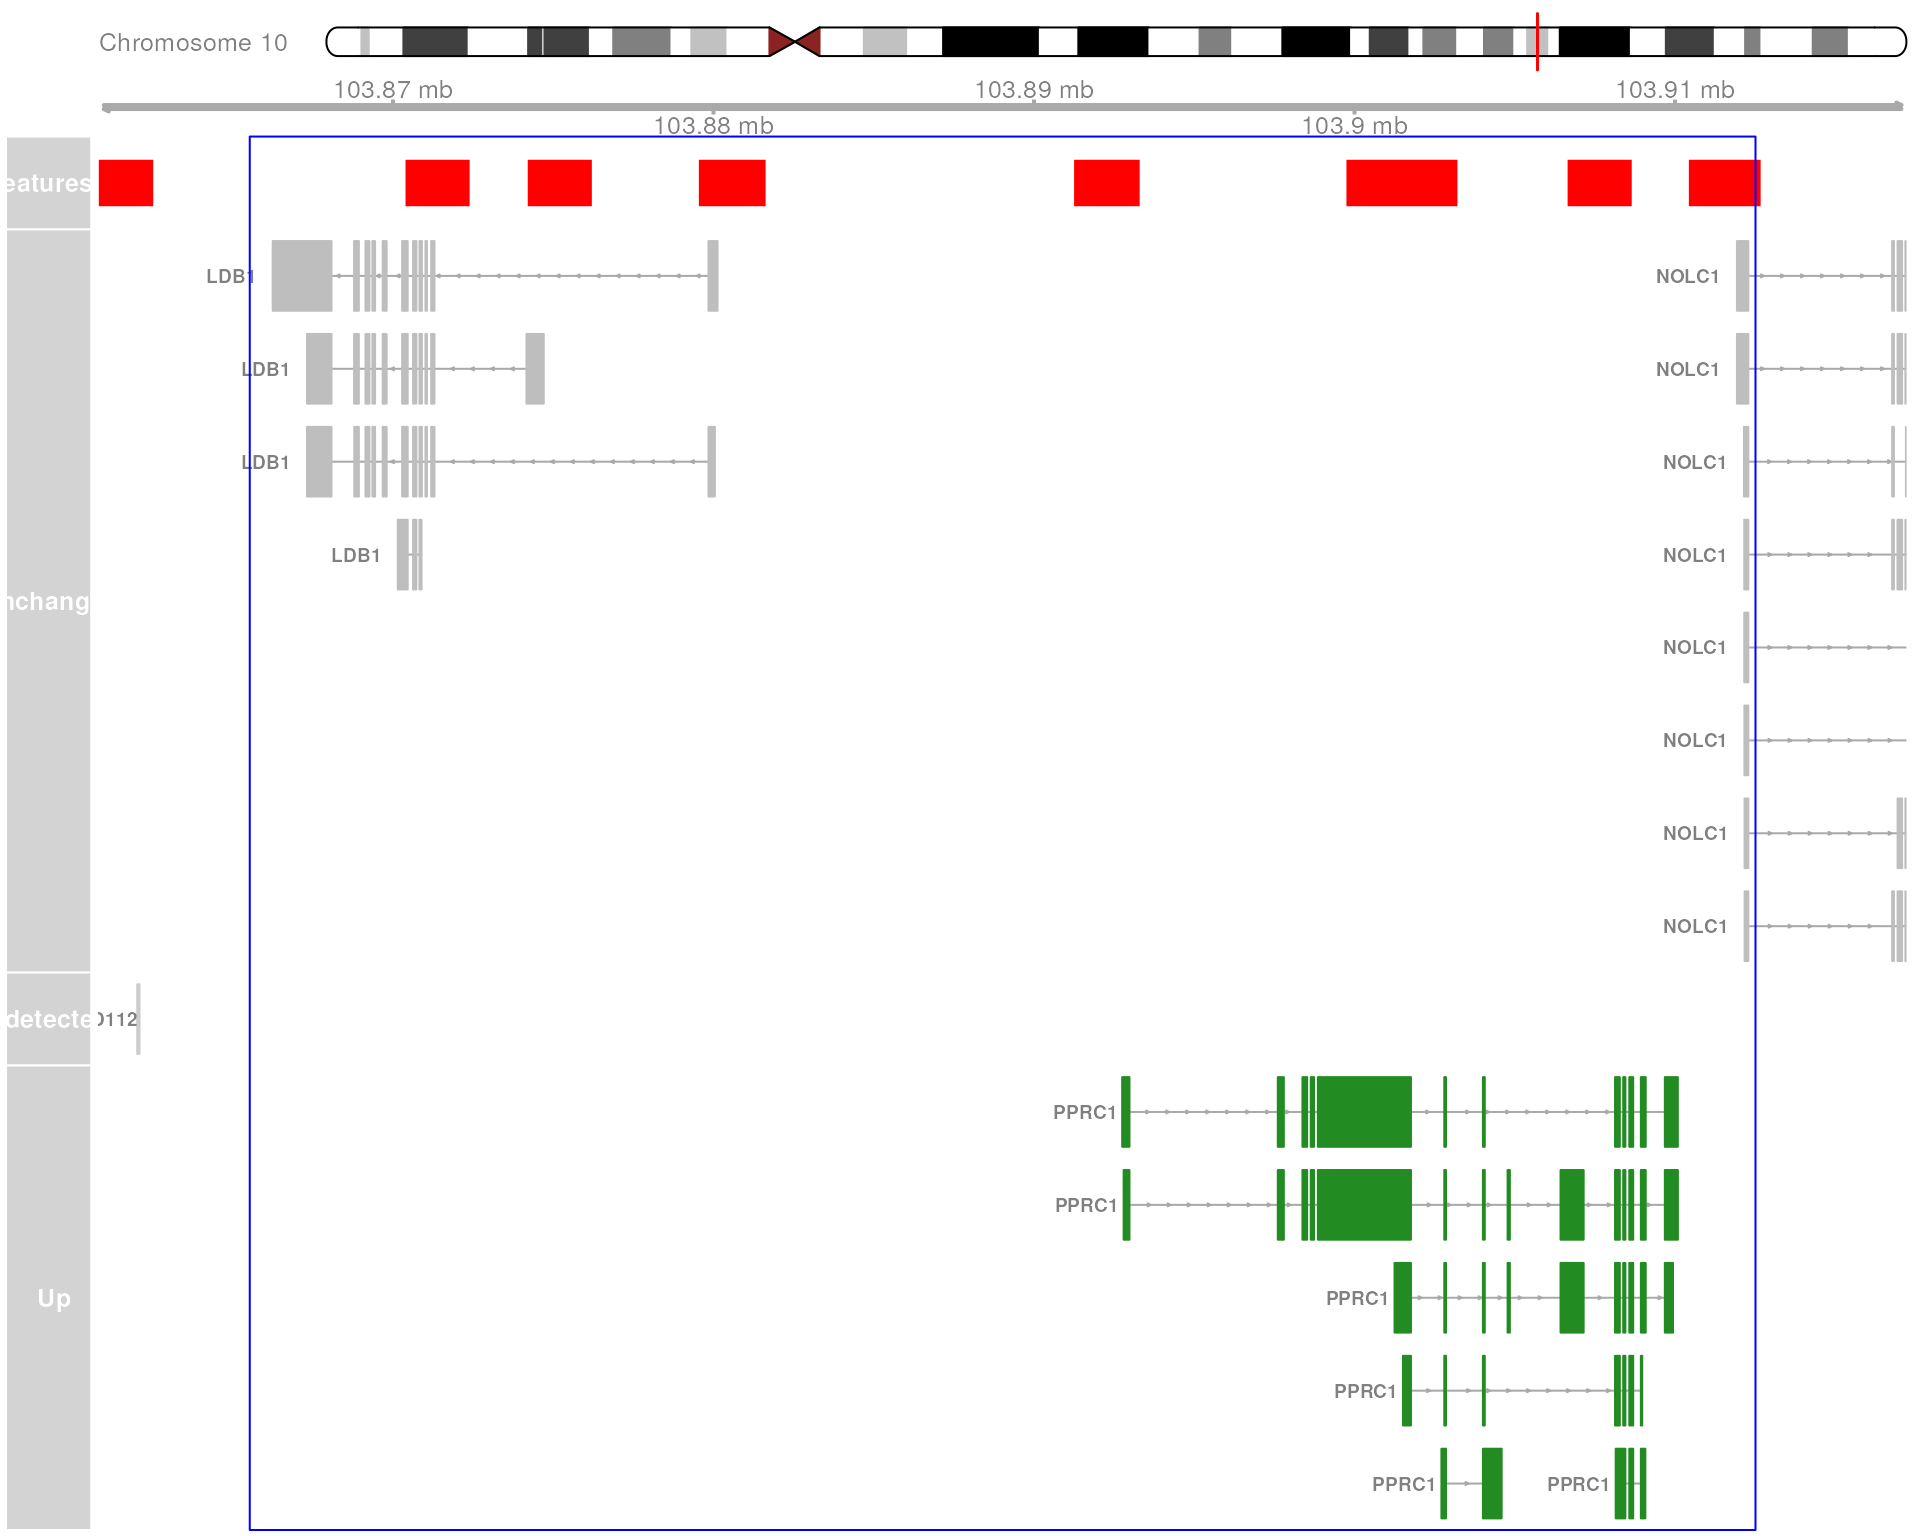 Chromosome 10
103.87 mb 103.89 mb 103.91 mb
103.88 mb 103.9 mb
eatures
LDB1 NOLC1
LDB1 NOLC1
LDB1 NOLC1
LDB1 NOLC1
nchang
NOLC1
NOLC1
NOLC1
NOLC1
detecte
0112
PPRC1
PPRC1
Up
PPRC1
PPRC1
PPRC1 PPRC1